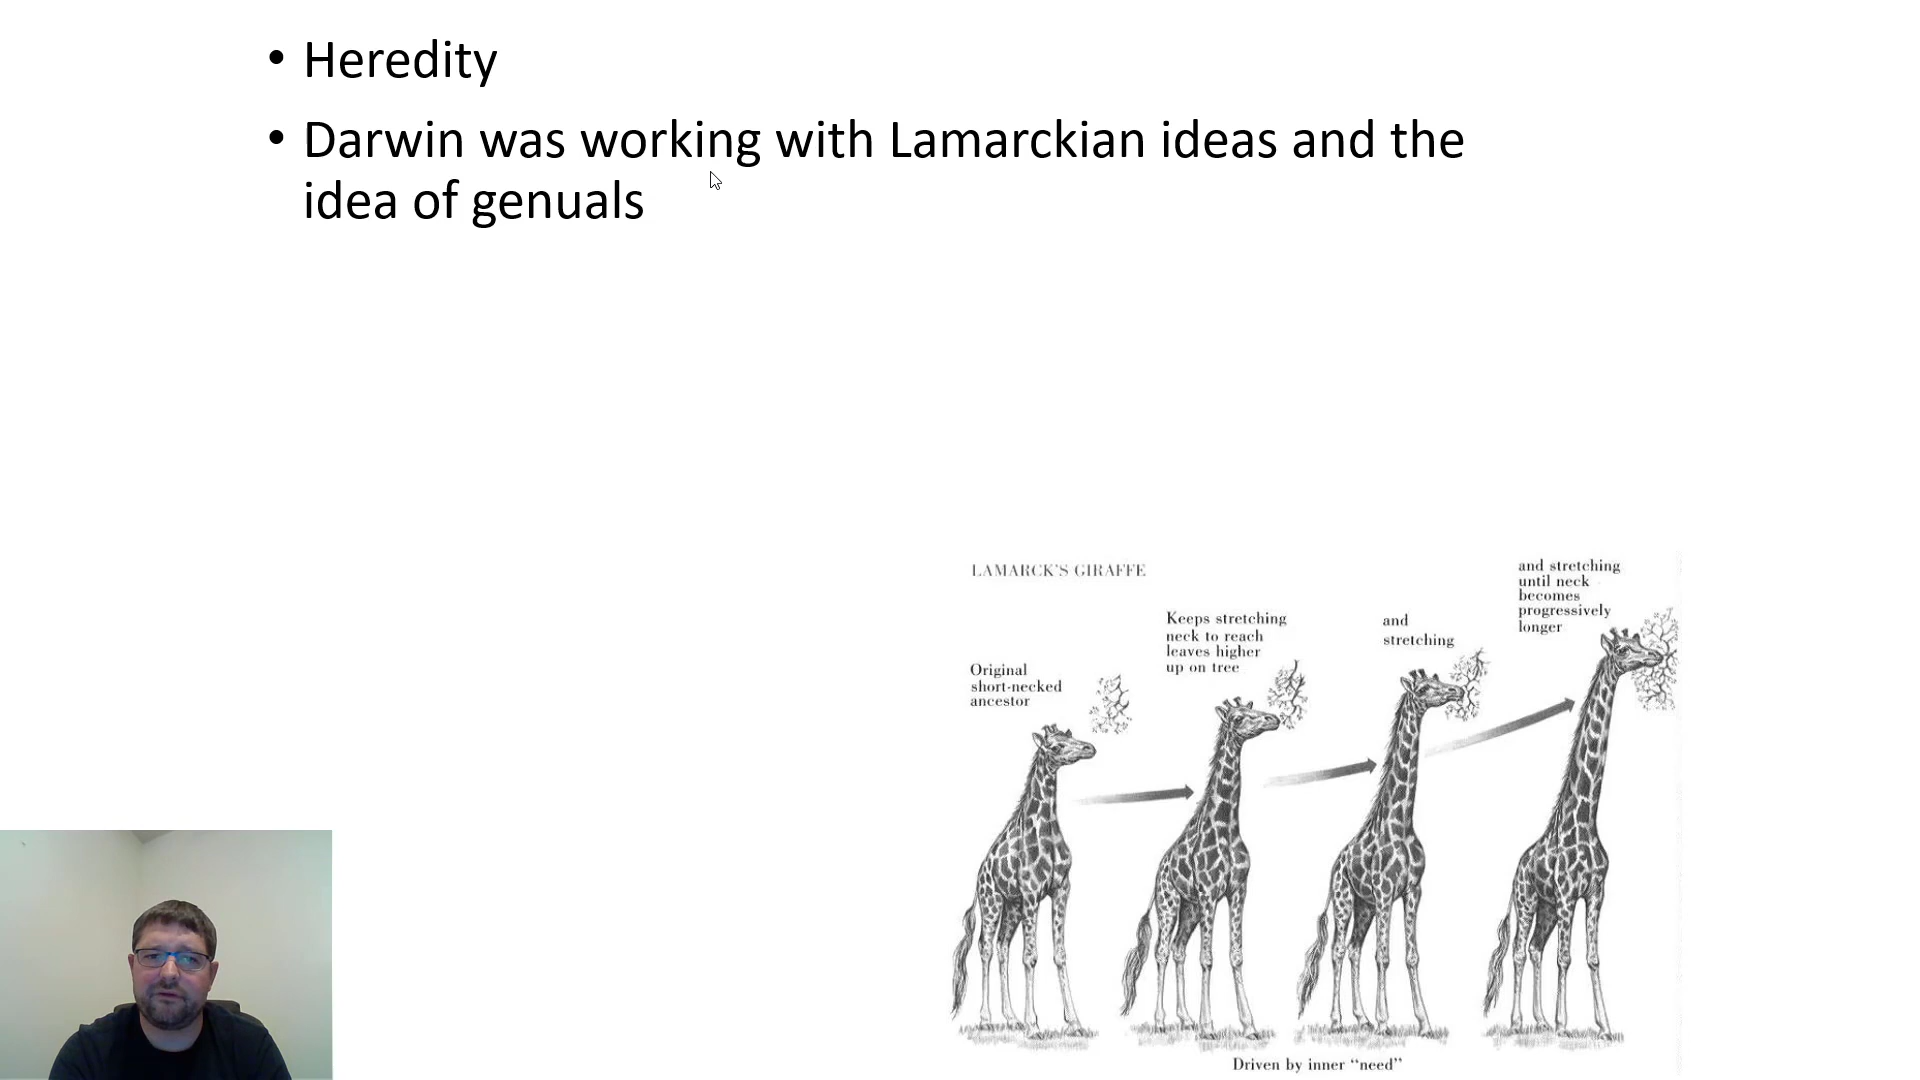 • Heredity
• Darwin was working with Lamarckian ideas and the
idea of genuals
LAMARCK'S GIRAFFE
Original
short-necked
ancestor
Keeps stretching
neck to reach
leaves higher
up on tree
and
stretching
and stretching
until neck
becomes
progressively
longer
Driven by inner “need”